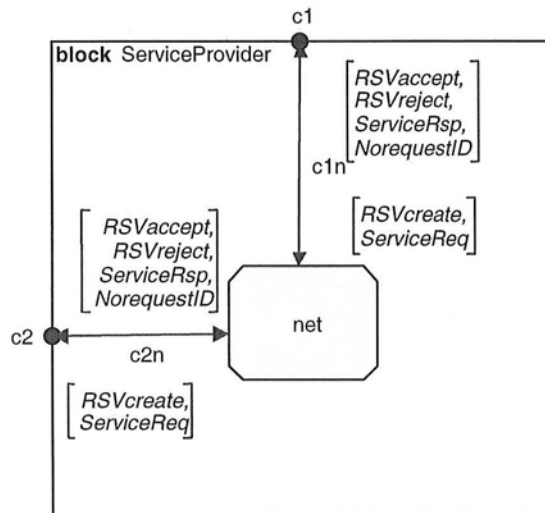 c1
block ServiceProvider
RSVaccept,
RSVreject,
ServiceRsp,
NorequestID
c1n
RSVcreate,
ServiceReq
RSVaccept,
RSVreject,
ServiceRsp,
NorequestID
net
c2
c2n
RSVcreate,
ServiceReq